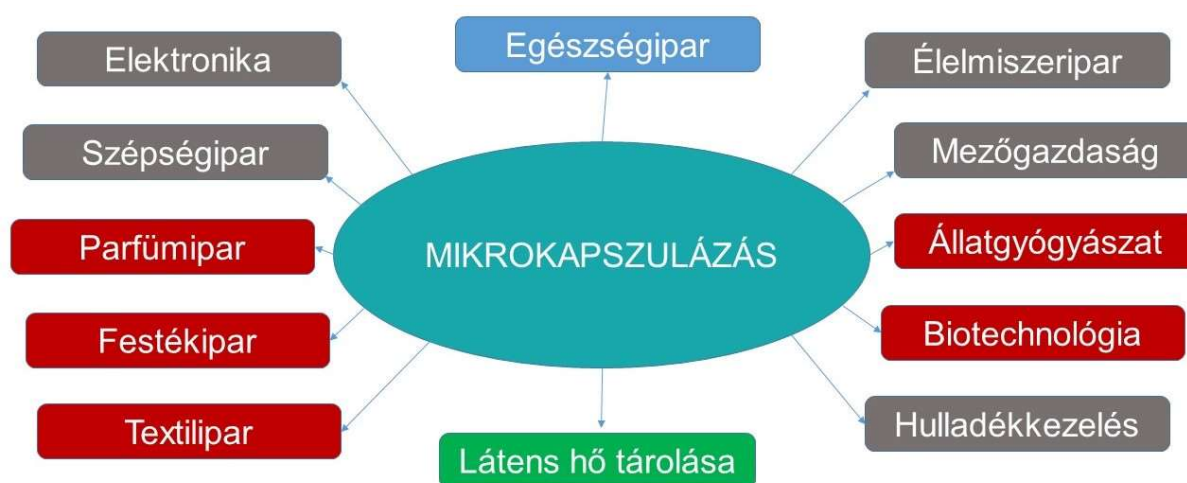 Elektronika
Egészségipar
Élelmiszeripar
Szépségipar
Mezőgazdaság
Parfümipar
MIKROKAPSZULÁZÁS
Állatgyógyászat
Festékipar
Biotechnológia
Textilipar
Hulladékkezelés
Látens hő tárolása